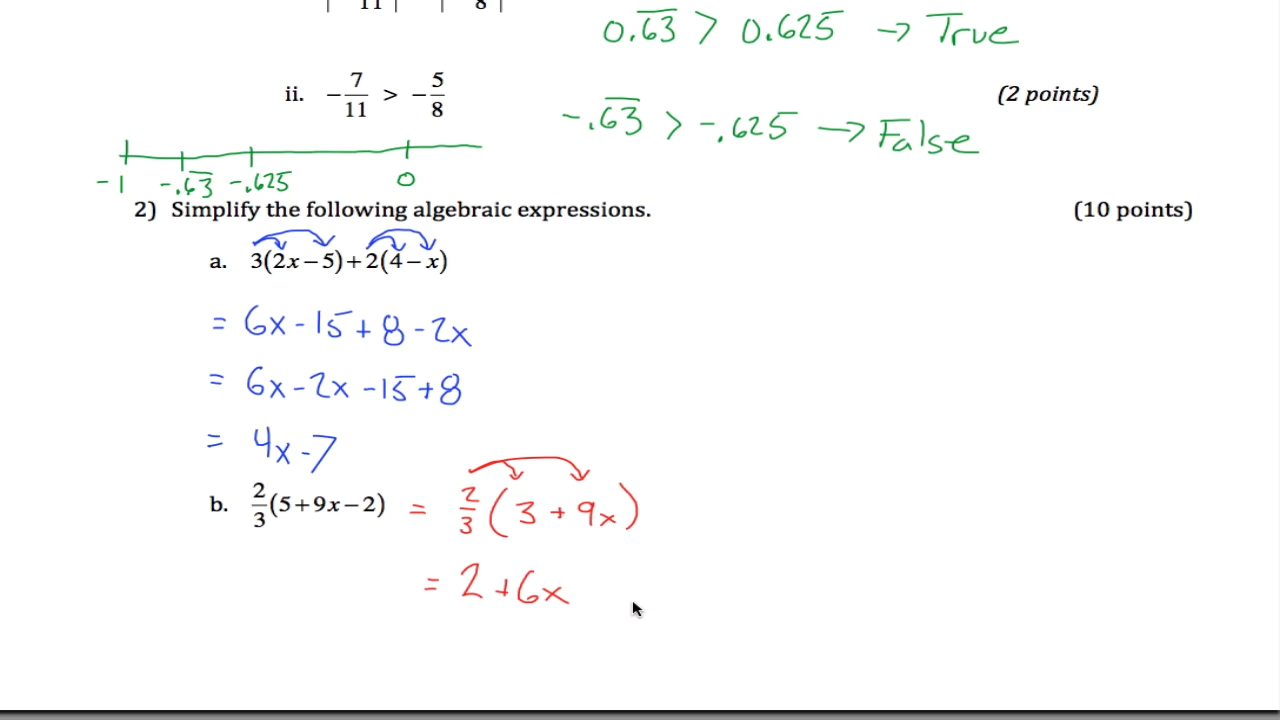 |11| |8|
0.6̅3̅ > 0.625 → True
ii. −7/11 > −5/8 (2 points)
-.6̅3̅ > -.625 → False
-1 -.6̅3̅ -.625 0
2) Simplify the following algebraic expressions. (10 points)
a. 3(2x−5)+2(4−x)
= 6x - 15 + 8 - 2x
= 6x - 2x - 15 + 8
= 4x - 7
b. 2/3(5+9x−2) = 2/3(3 + 9x)
= 2 + 6x